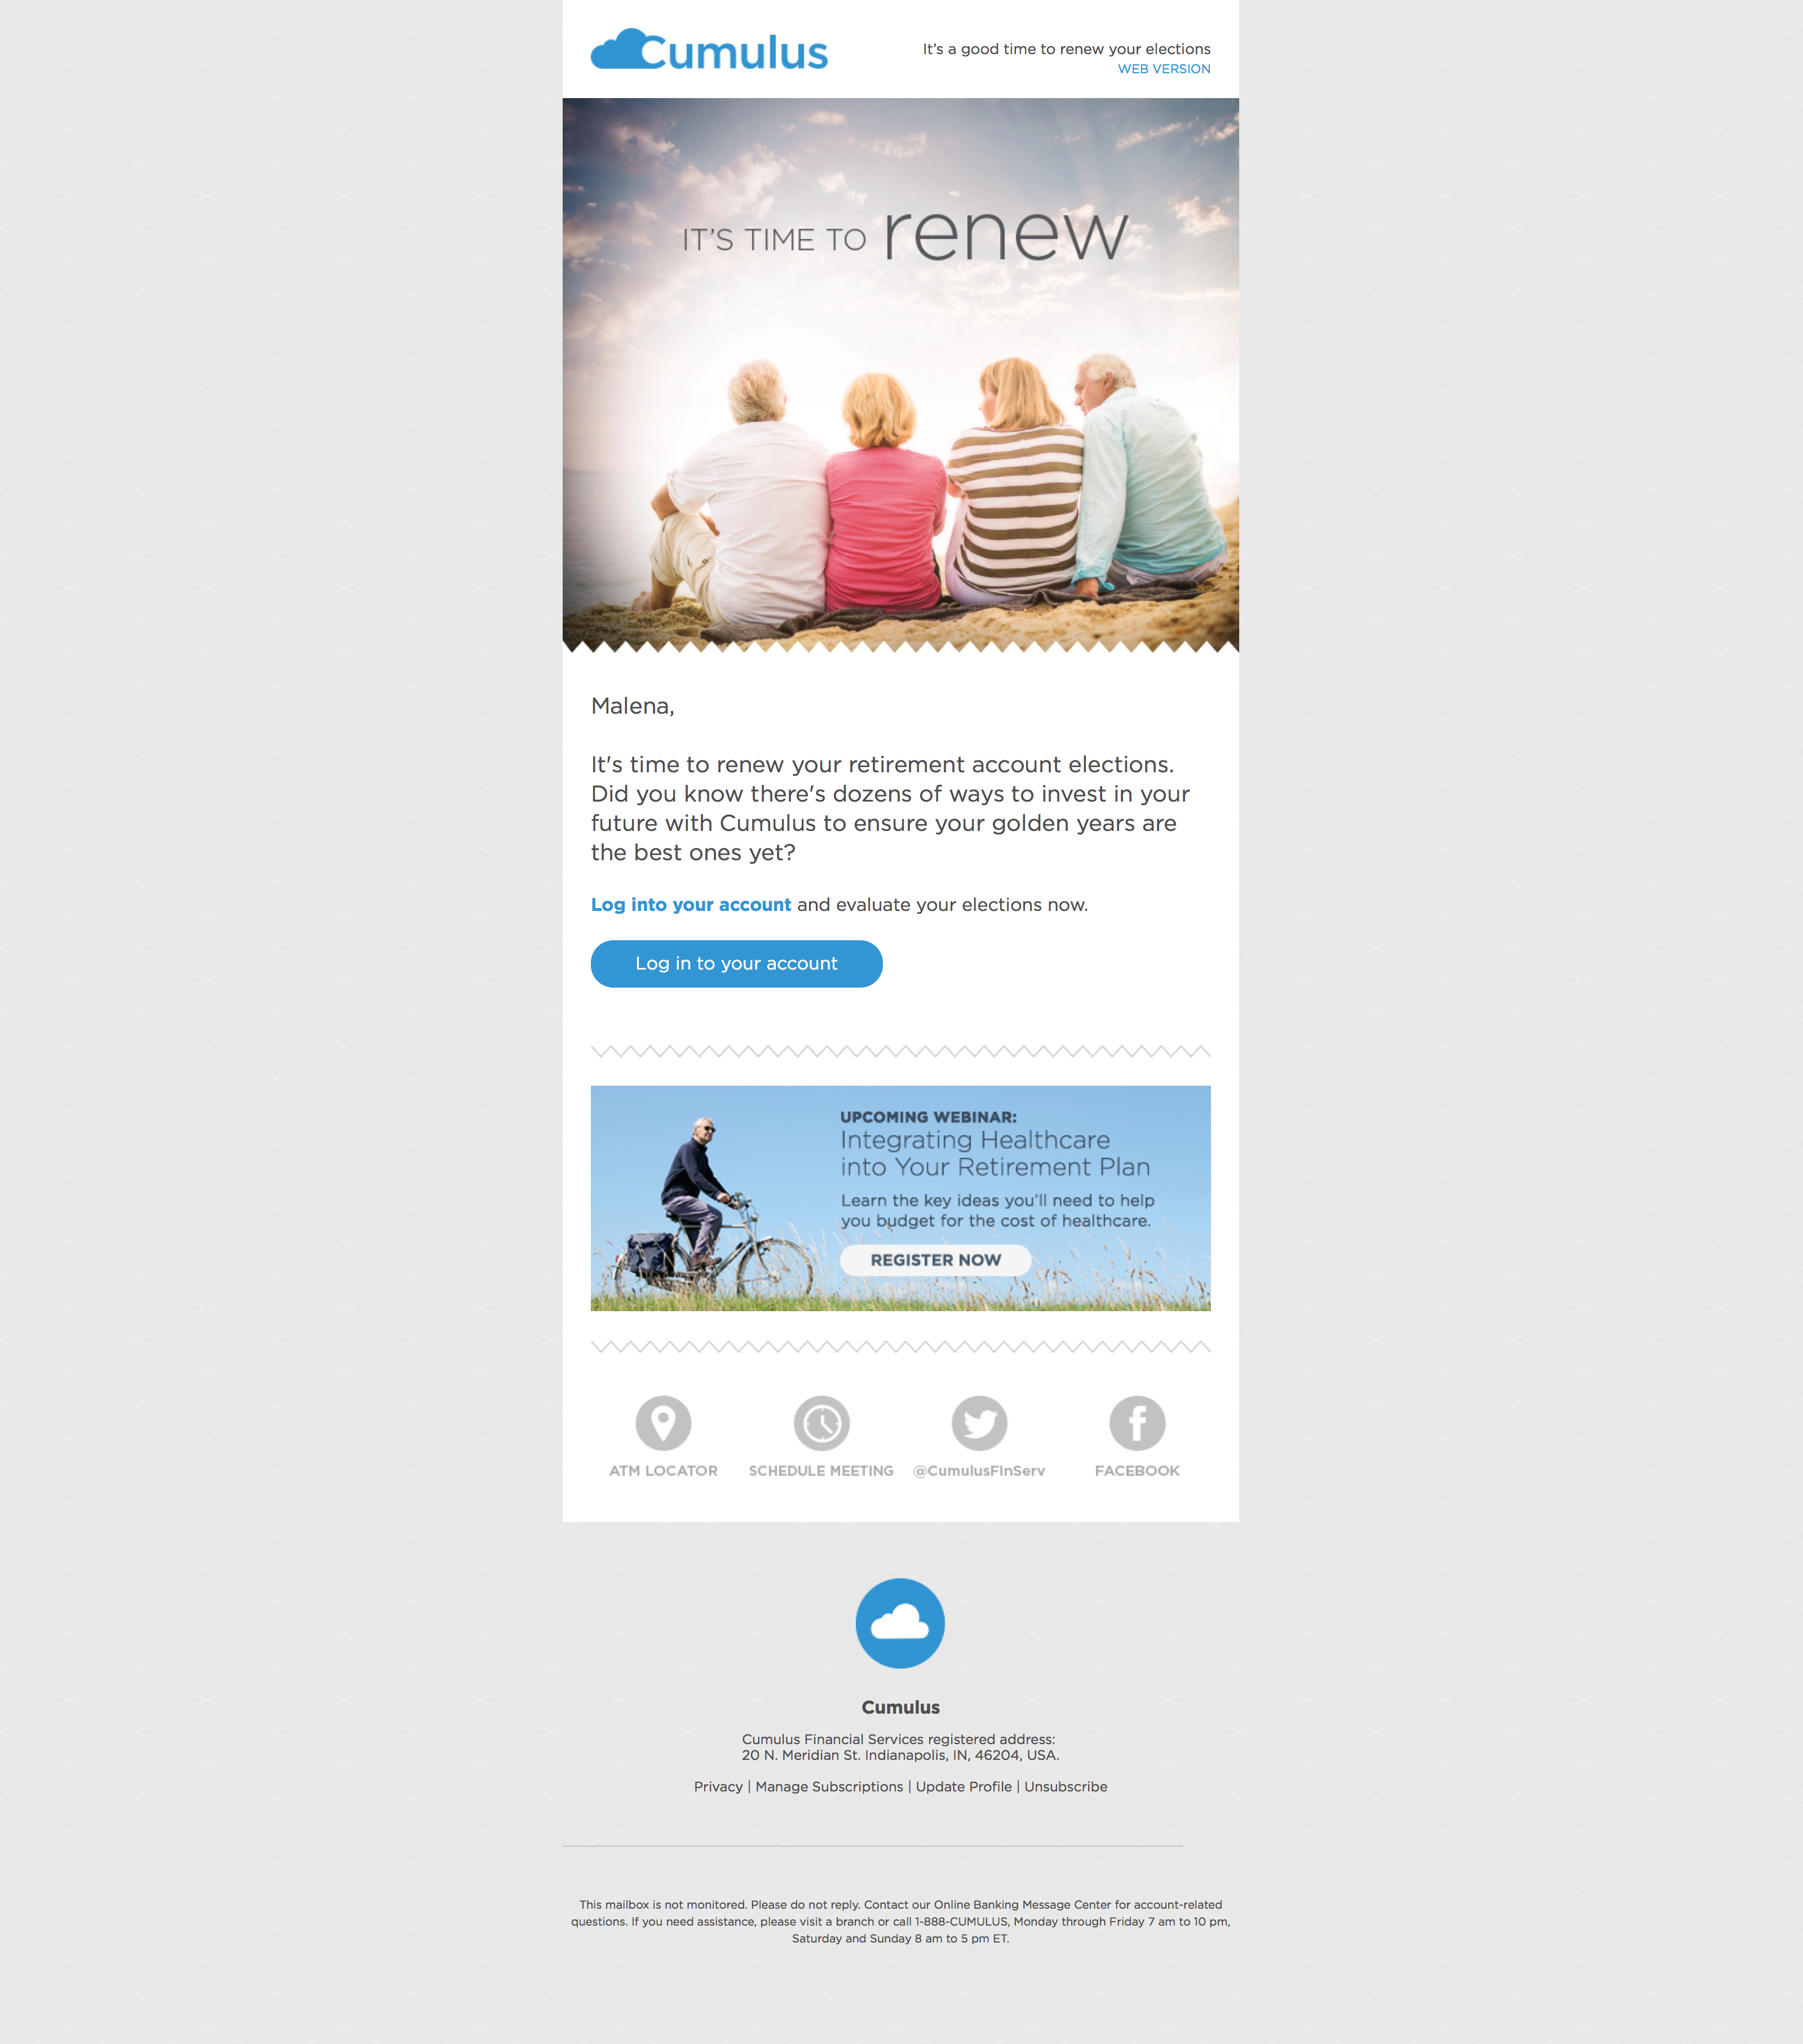 Cumulus
It’s a good time to renew your elections
WEB VERSION
IT’S TIME TO renew
Malena,
It's time to renew your retirement account elections.
Did you know there's dozens of ways to invest in your
future with Cumulus to ensure your golden years are
the best ones yet?
Log into your account and evaluate your elections now.
Log in to your account
UPCOMING WEBINAR:
Integrating Healthcare
into Your Retirement Plan
Learn the key ideas you’ll need to help
you budget for the cost of healthcare.
REGISTER NOW
ATM LOCATOR
SCHEDULE MEETING
@CumulusFinServ
FACEBOOK
Cumulus
Cumulus Financial Services registered address:
20 N. Meridian St. Indianapolis, IN, 46204, USA.
Privacy | Manage Subscriptions | Update Profile | Unsubscribe
This mailbox is not monitored. Please do not reply. Contact our Online Banking Message Center for account-related
questions. If you need assistance, please visit a branch or call 1-888-CUMULUS, Monday through Friday 7 am to 10 pm,
Saturday and Sunday 8 am to 5 pm ET.